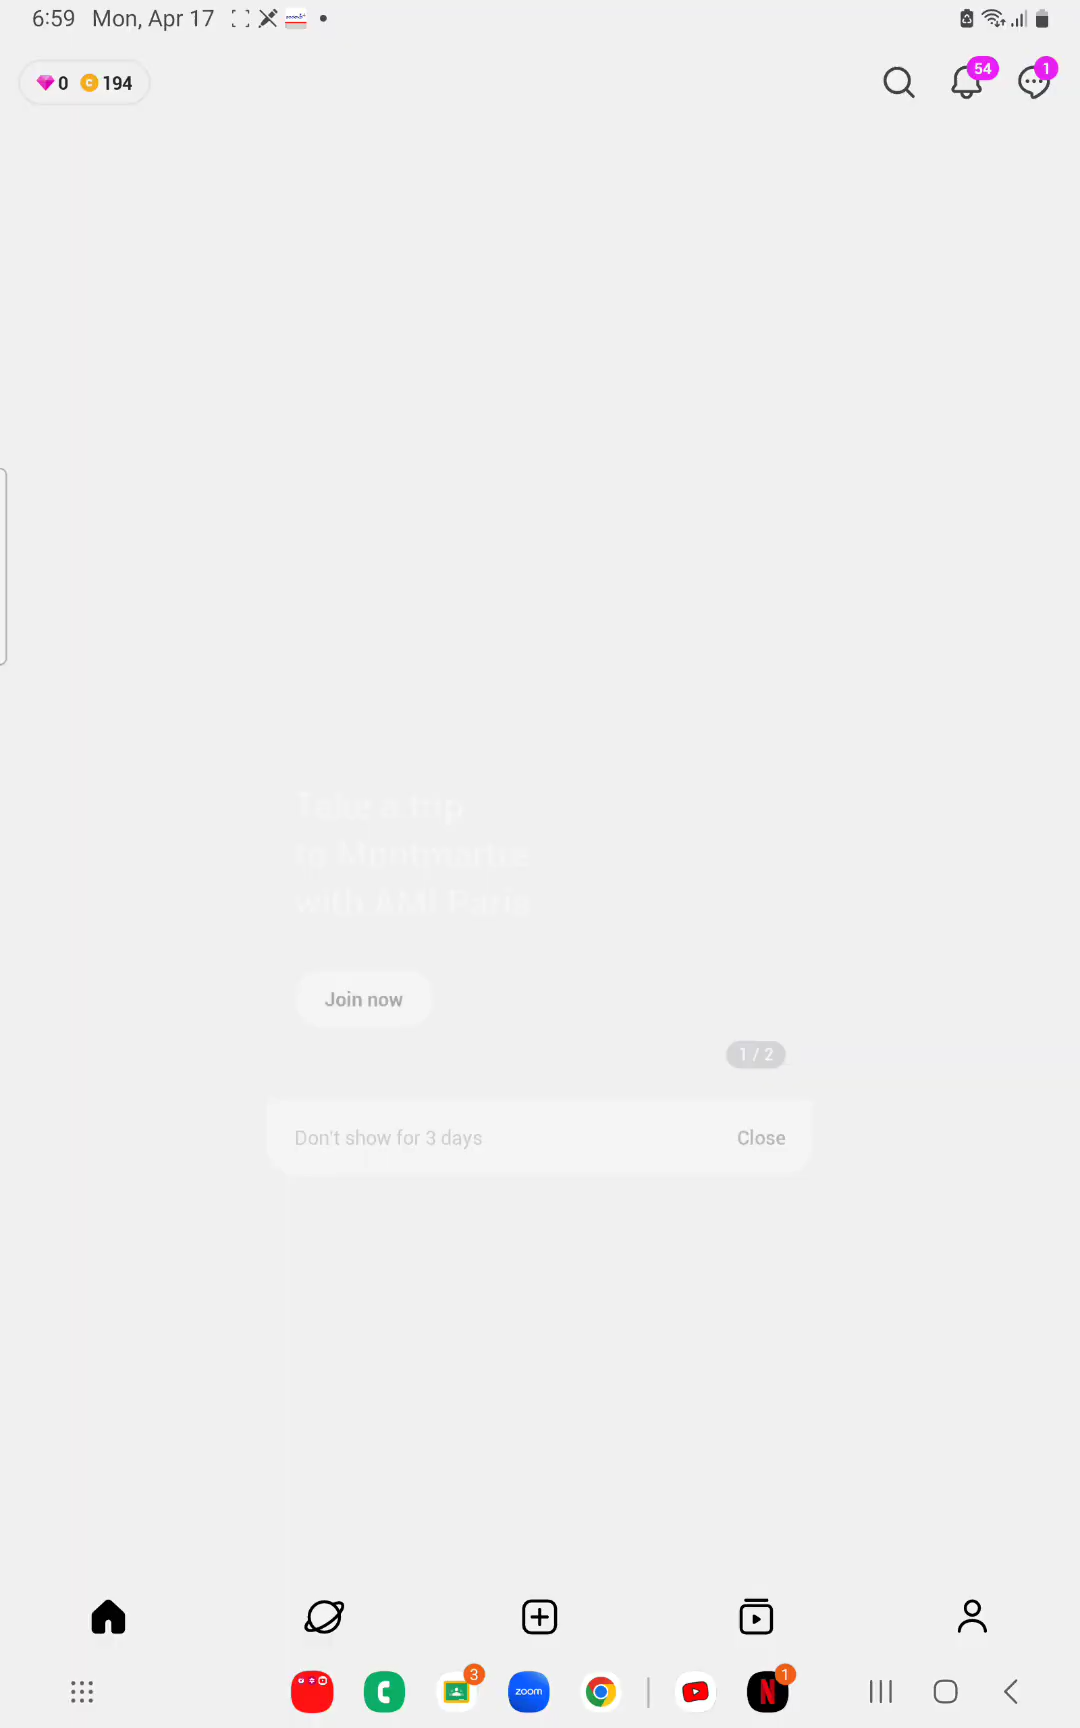 6:59 Mon, Apr 17
0 C 194
54
1
Take a trip
to Montmartre
with AMI Paris
Join now
1 / 2
Don't show for 3 days
Close
3
zoom
1